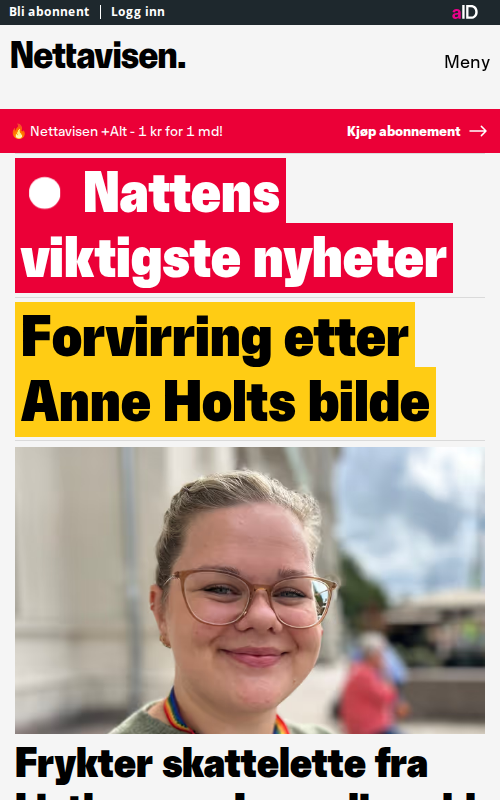 Bli abonnent | Logg inn
aID
Nettavisen.
Meny
🔥 Nettavisen +Alt - 1 kr for 1 md!
Kjøp abonnement →
Nattens
viktigste nyheter
Forvirring etter
Anne Holts bilde
Frykter skattelette fra